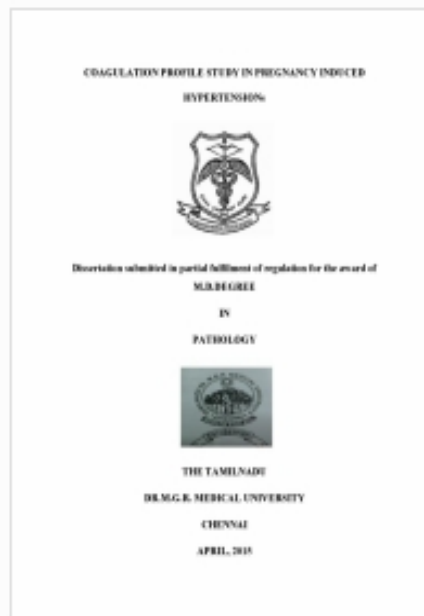 COAGULATION PROFILE STUDY IN PREGNANCY INDUCED
HYPERTENSION:
Dissertation submitted in partial fulfilment of regulation for the award of
M.D.DEGREE
IN
PATHOLOGY
THE TAMILNADU
DR.M.G.R. MEDICAL UNIVERSITY
CHENNAI
APRIL, 2015